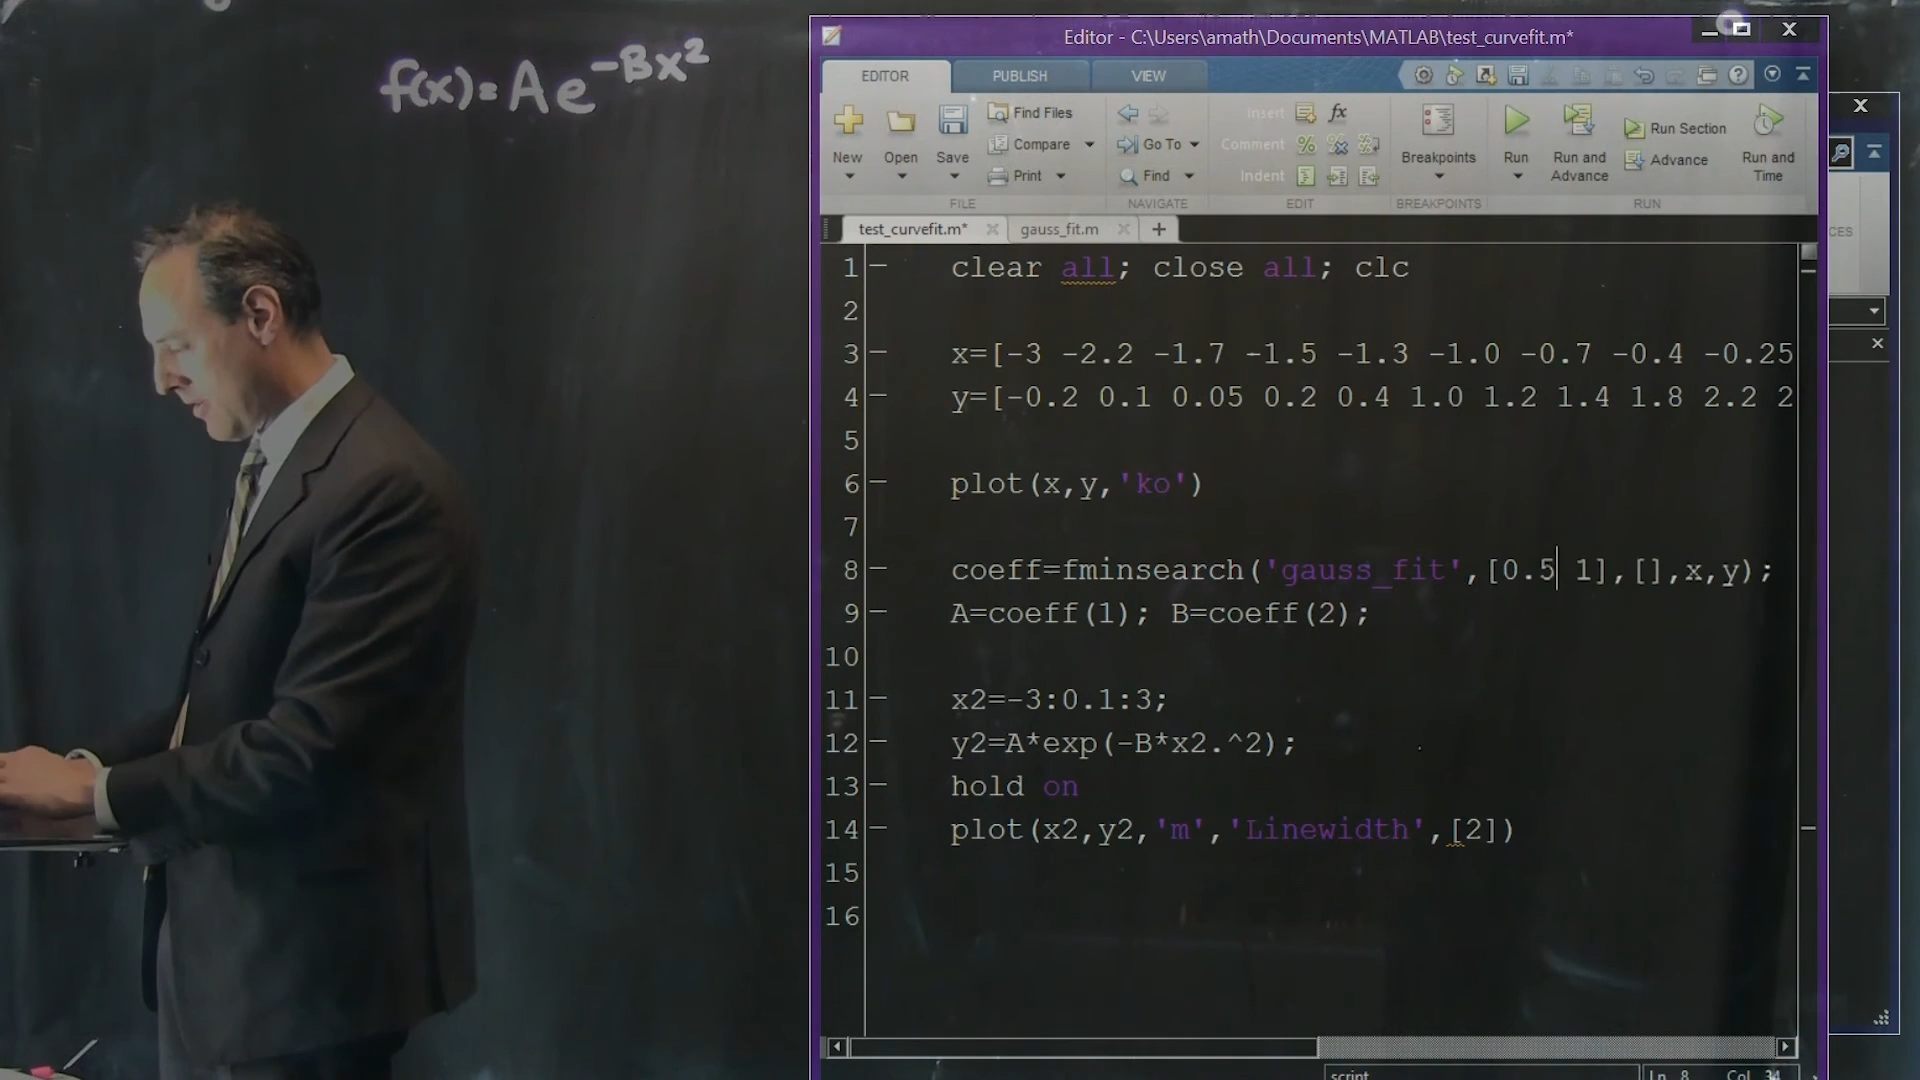 f(x)=Ae^{-Bx^2}
Editor - C:\Users\amath\Documents\MATLAB\test_curvefit.m*
EDITOR PUBLISH VIEW
New Open Save Find Files Compare Print
Go To Find
Insert fx Comment Indent
Breakpoints
Run Run and Advance Run Section Advance Run and Time
FILE NAVIGATE EDIT BREAKPOINTS RUN
test_curvefit.m* gauss_fit.m
1 clear all; close all; clc
2
3 x=[-3 -2.2 -1.7 -1.5 -1.3 -1.0 -0.7 -0.4 -0.25
4 y=[-0.2 0.1 0.05 0.2 0.4 1.0 1.2 1.4 1.8 2.2 2
5
6 plot(x,y,'ko')
7
8 coeff=fminsearch('gauss_fit',[0.5 1],[],x,y);
9 A=coeff(1); B=coeff(2);
10
11 x2=-3:0.1:3;
12 y2=A*exp(-B*x2.^2);
13 hold on
14 plot(x2,y2,'m','Linewidth',[2])
15
16
script Ln 8 Col 34
CES